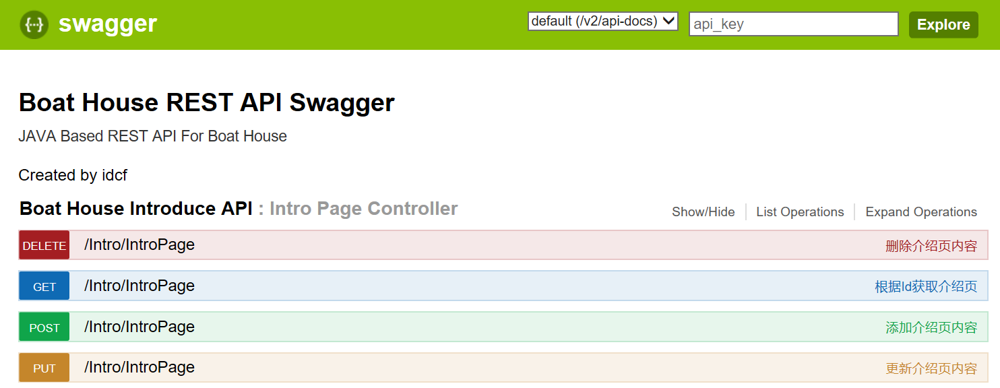 {···} swagger default (/v2/api-docs) api_key Explore
Boat House REST API Swagger
JAVA Based REST API For Boat House
Created by idcf
Boat House Introduce API : Intro Page Controller Show/Hide List Operations Expand Operations
DELETE /Intro/IntroPage 删除介绍页内容
GET /Intro/IntroPage 根据Id获取介绍页
POST /Intro/IntroPage 添加介绍页内容
PUT /Intro/IntroPage 更新介绍页内容